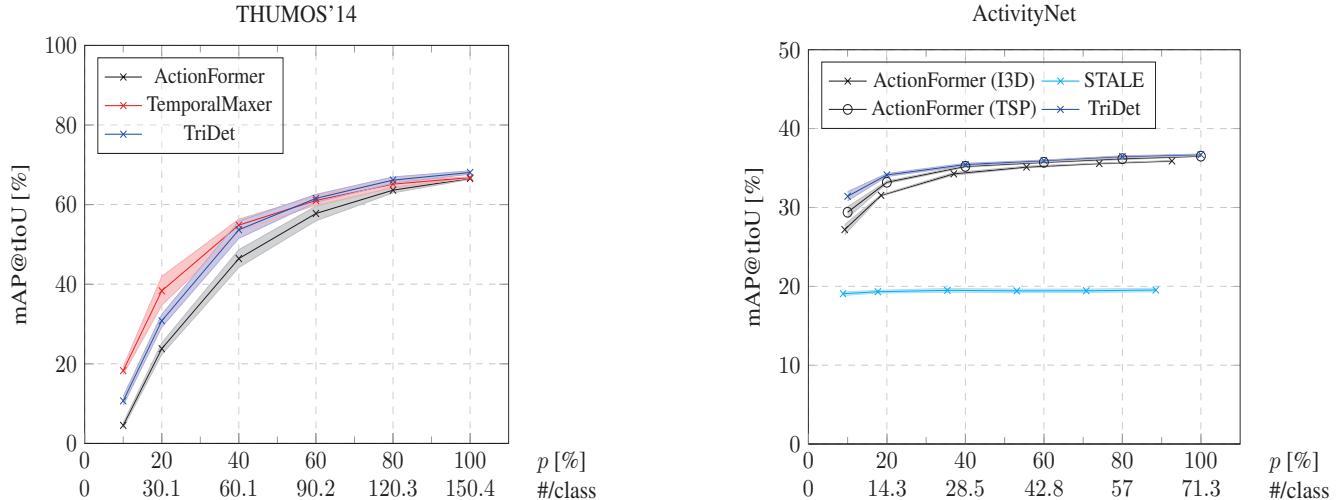 THUMOS'14
100
80
60
40
20
0
mAP@tIoU [%]
ActionFormer
TemporalMaxer
TriDet
0 20 40 60 80 100 p [%]
0 30.1 60.1 90.2 120.3 150.4 #/class
ActivityNet
50
40
30
20
10
0
mAP@tIoU [%]
ActionFormer (I3D) STALE
ActionFormer (TSP) TriDet
0 20 40 60 80 100 p [%]
0 14.3 28.5 42.8 57 71.3 #/class